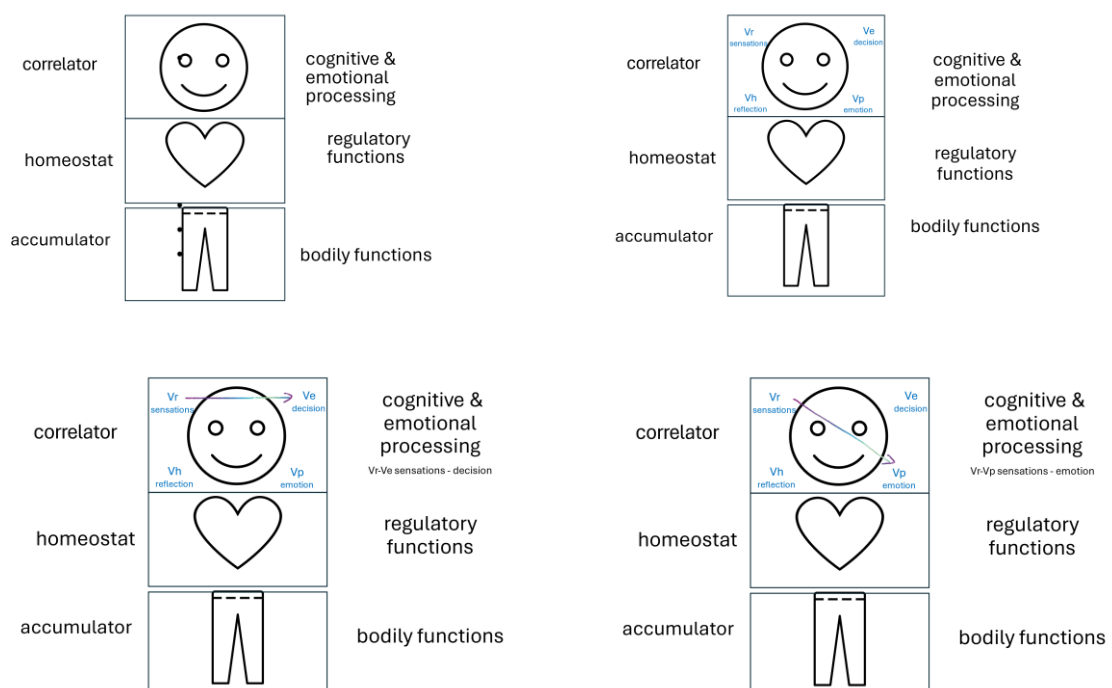 correlator
cognitive &
emotional
processing
homeostat
regulatory
functions
accumulator
bodily functions
correlator
Vr
sensations
Ve
decision
Vh
reflection
Vp
emotion
cognitive &
emotional
processing
homeostat
regulatory
functions
accumulator
bodily functions
correlator
Vr
sensations
Ve
decision
Vh
reflection
Vp
emotion
cognitive &
emotional
processing
Vr-Ve sensations - decision
homeostat
regulatory
functions
accumulator
bodily functions
correlator
Vr
sensations
Ve
decision
Vh
reflection
Vp
emotion
cognitive &
emotional
processing
Vr-Vp sensations - emotion
homeostat
regulatory
functions
accumulator
bodily functions